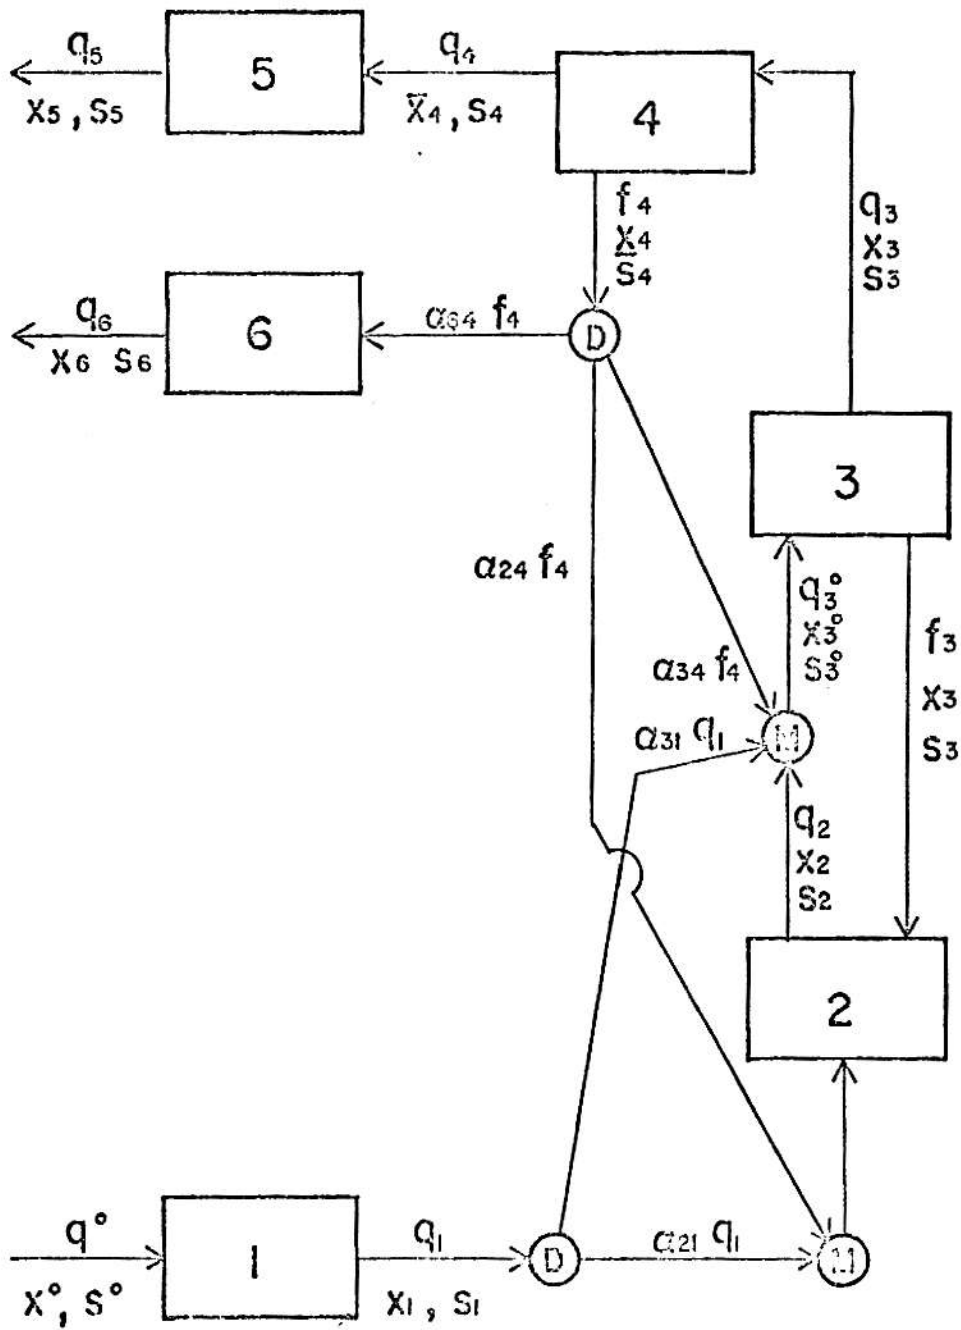 q₅
5
q₄
x₅ , s₅
x̅₄ , s₄
4
f₄
x̲₄
s̲₄
q₃
x₃
s₃
q₆
6
α₆₄ f₄
D
x₆ s₆
3
α₂₄ f₄
q₃°
x₃°
s₃°
f₃
x₃
s₃
α₃₄ f₄
α₃₁ q₁
M
q₂
x₂
s₂
2
q°
1
q₁
D
α₂₁ q₁
M
x°, s°
x₁ , s₁